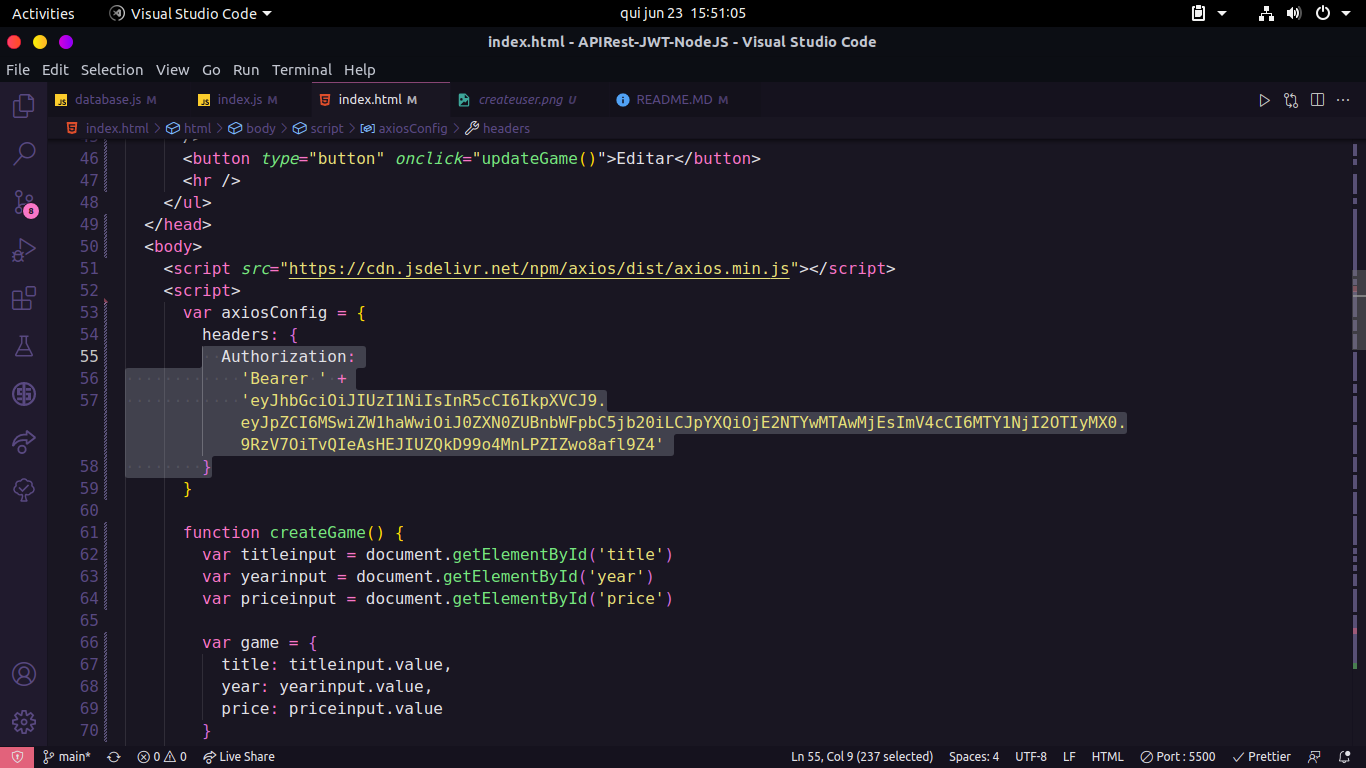 Activities Visual Studio Code qui jun 23 15:51:05
index.html - APIRest-JWT-NodeJS - Visual Studio Code
File Edit Selection View Go Run Terminal Help
JS database.js M JS index.js M index.html M createuser.png U README.MD M
index.html > html > body > script > axiosConfig > headers
46 <button type="button" onclick="updateGame()">Editar</button>
47 <hr />
48 </ul>
49 </head>
50 <body>
51 <script src="https://cdn.jsdelivr.net/npm/axios/dist/axios.min.js"></script>
52 <script>
53 var axiosConfig = {
54 headers: {
55 Authorization:
56 'Bearer ' +
57 'eyJhbGciOiJIUzI1NiIsInR5cCI6IkpXVCJ9.
eyJpZCI6MSwiZW1haWwiOiJ0ZXN0ZUBnbWFpbC5jb20iLCJpYXQiOjE2NTYwMTAwMjEsImV4cCI6MTY1NjI2OTIyMX0.
9RzV7OiTvQIeAsHEJIUZQkD99o4MnLPZIZwo8afl9Z4'
58 }
59 }
60
61 function createGame() {
62 var titleinput = document.getElementById('title')
63 var yearinput = document.getElementById('year')
64 var priceinput = document.getElementById('price')
65
66 var game = {
67 title: titleinput.value,
68 year: yearinput.value,
69 price: priceinput.value
70 }
8
main* 0 0 Live Share Ln 55, Col 9 (237 selected) Spaces: 4 UTF-8 LF HTML Port : 5500 Prettier